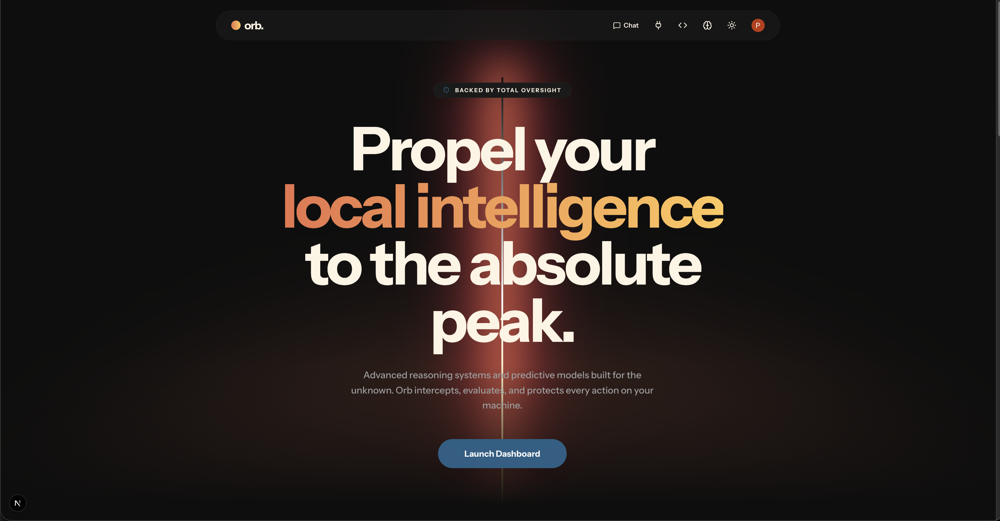 orb.
Chat
P
BACKED BY TOTAL OVERSIGHT
Propel your
local intelligence
to the absolute
peak.
Advanced reasoning systems and predictive models built for the
unknown. Orb intercepts, evaluates, and protects every action on your
machine.
Launch Dashboard
N